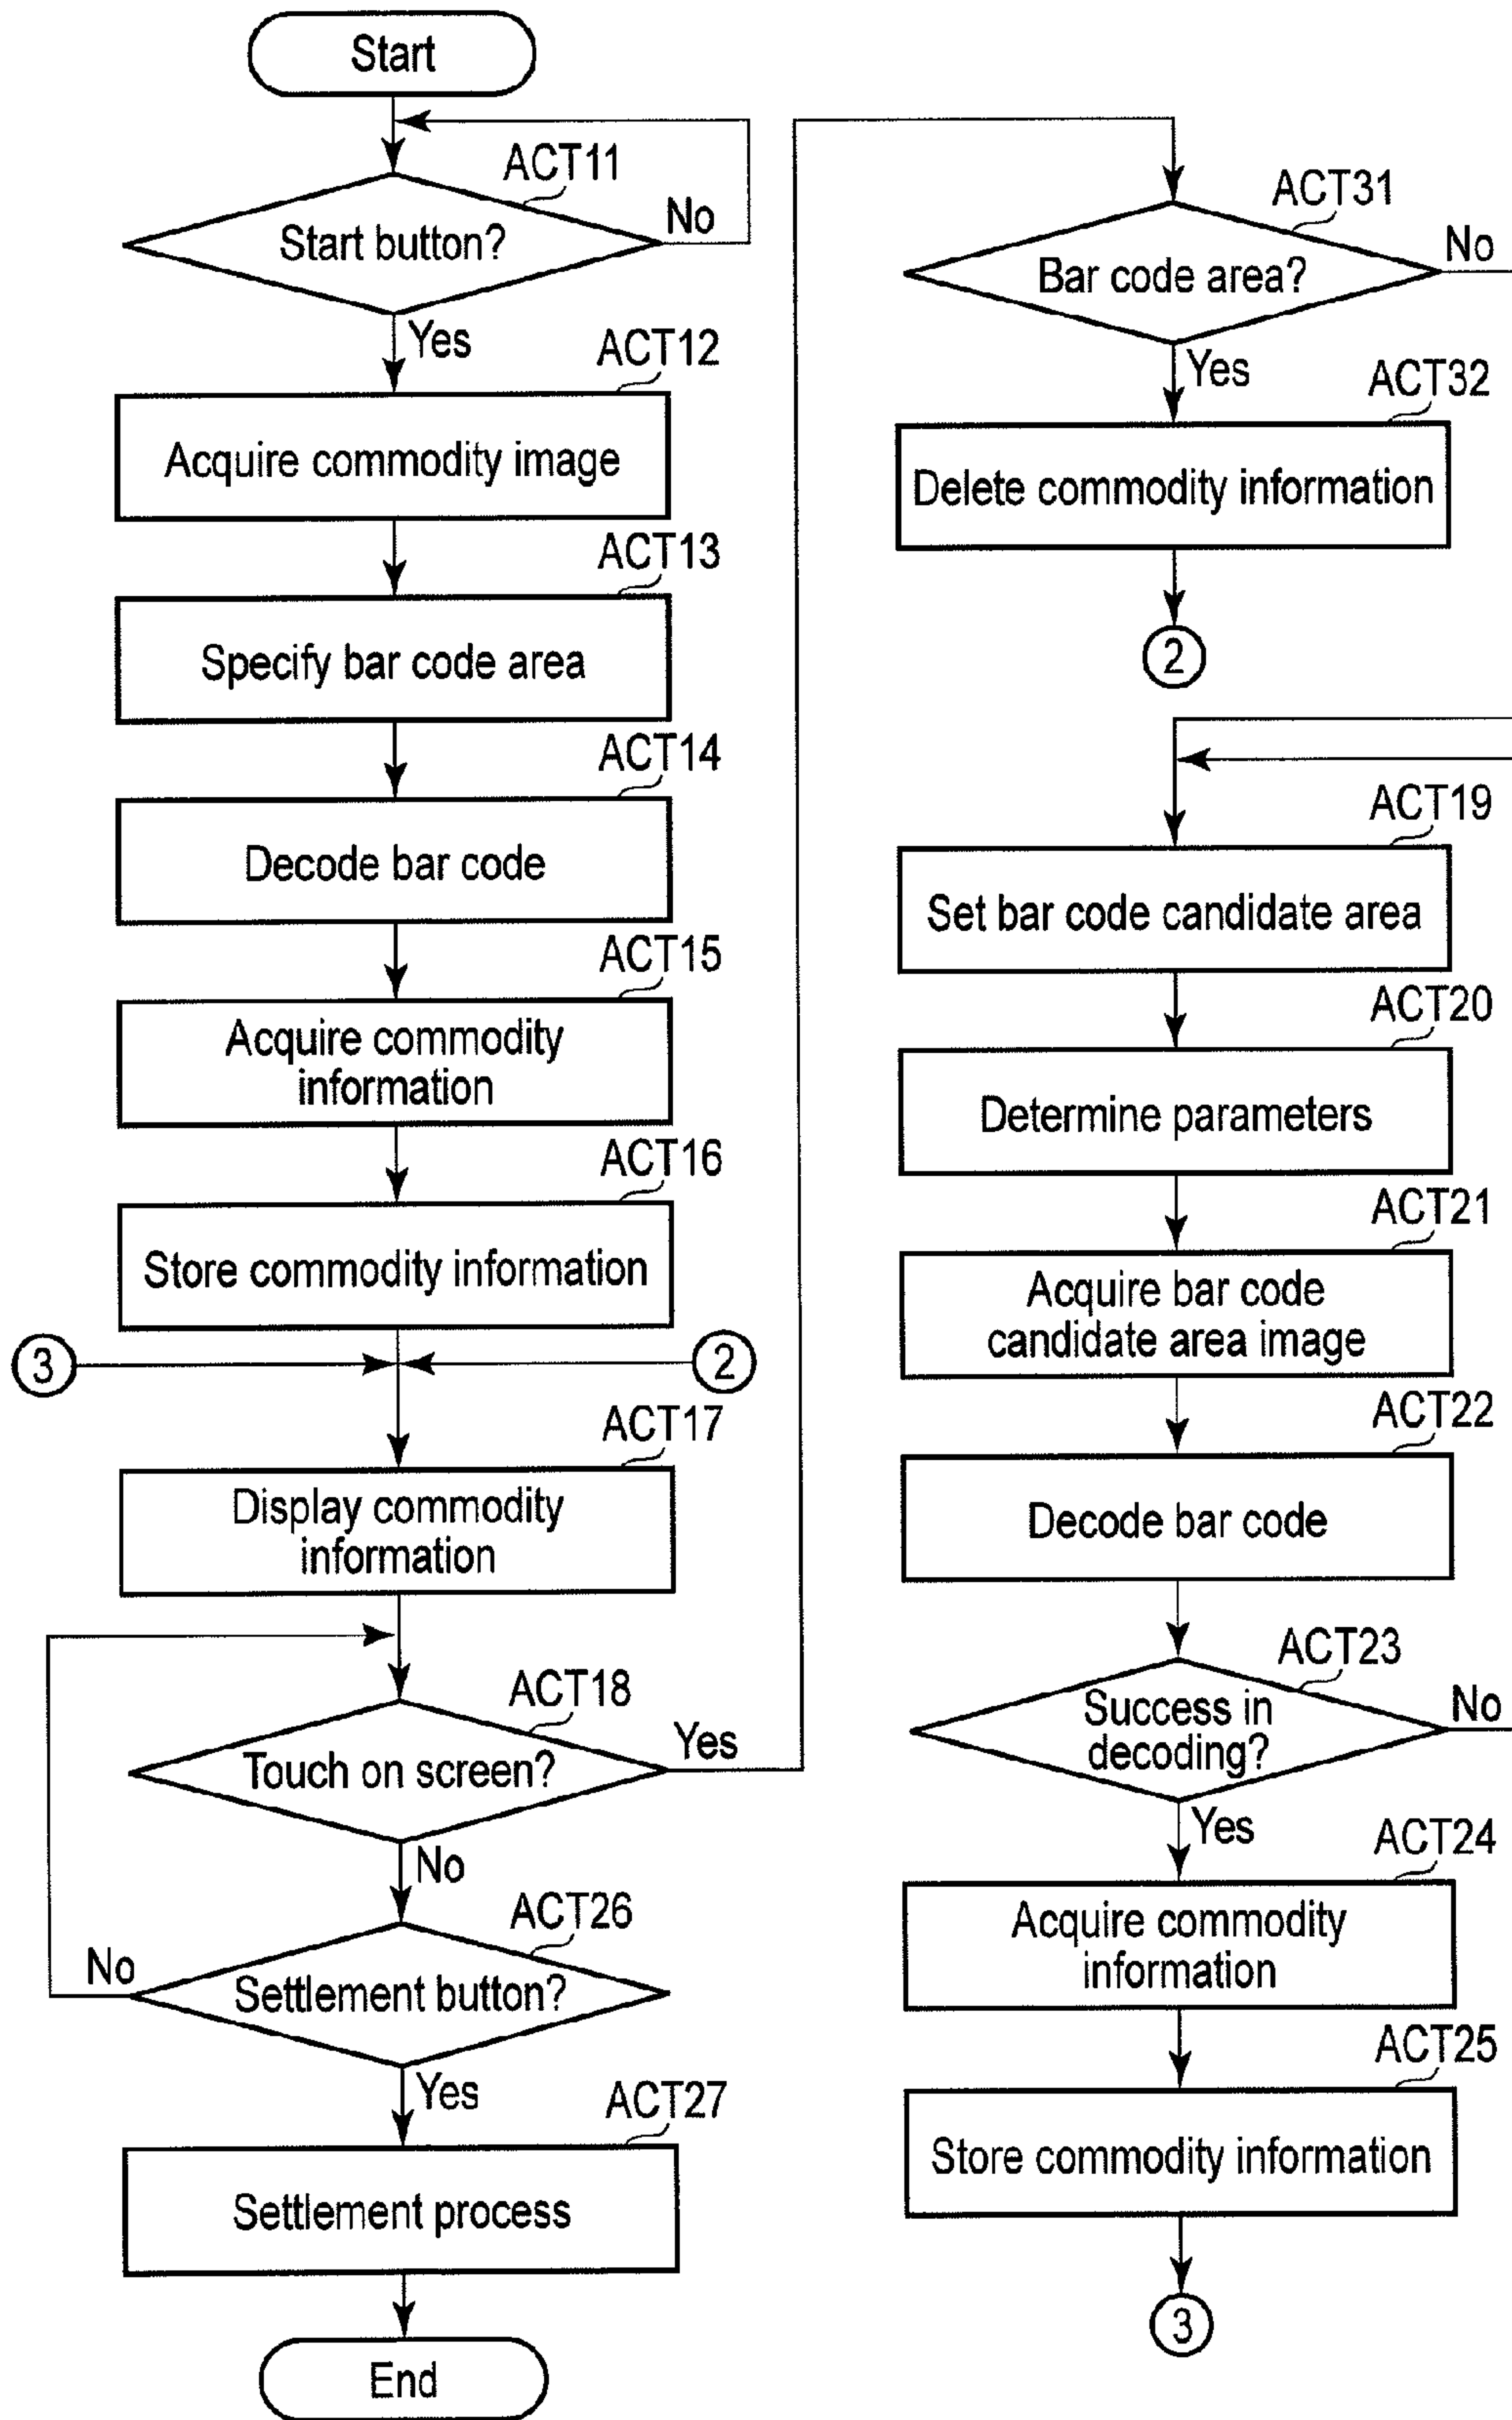 Start
ACT11
Start button?
No
Yes
ACT12
Acquire commodity image
ACT13
Specify bar code area
ACT14
Decode bar code
ACT15
Acquire commodity
information
ACT16
Store commodity information
3
2
ACT17
Display commodity
information
ACT18
Touch on screen?
Yes
No
ACT26
Settlement button?
No
Yes
ACT27
Settlement process
End
ACT31
Bar code area?
No
Yes
ACT32
Delete commodity information
2
ACT19
Set bar code candidate area
ACT20
Determine parameters
ACT21
Acquire bar code
candidate area image
ACT22
Decode bar code
ACT23
Success in
decoding?
No
Yes
ACT24
Acquire commodity
information
ACT25
Store commodity information
3